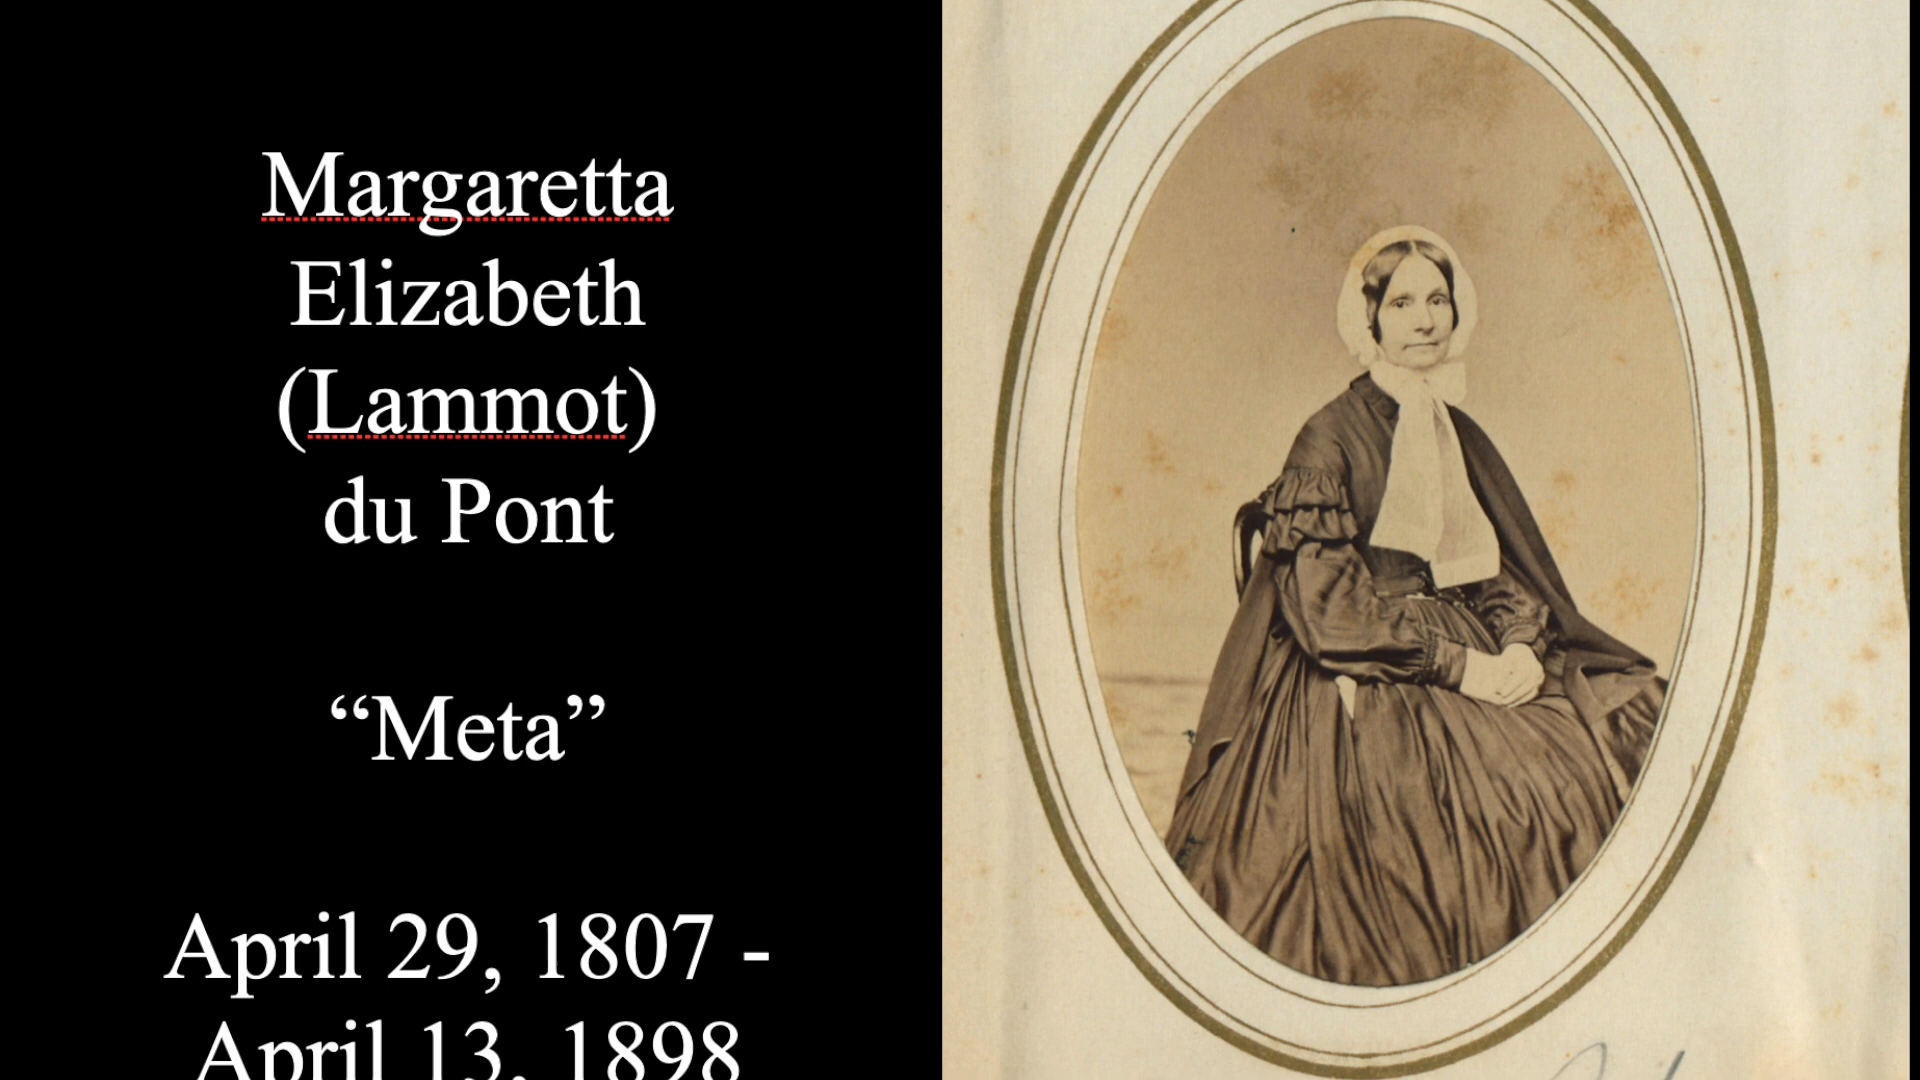 Margaretta
Elizabeth
(Lammot)
du Pont
“Meta”
April 29, 1807 -
April 13, 1898